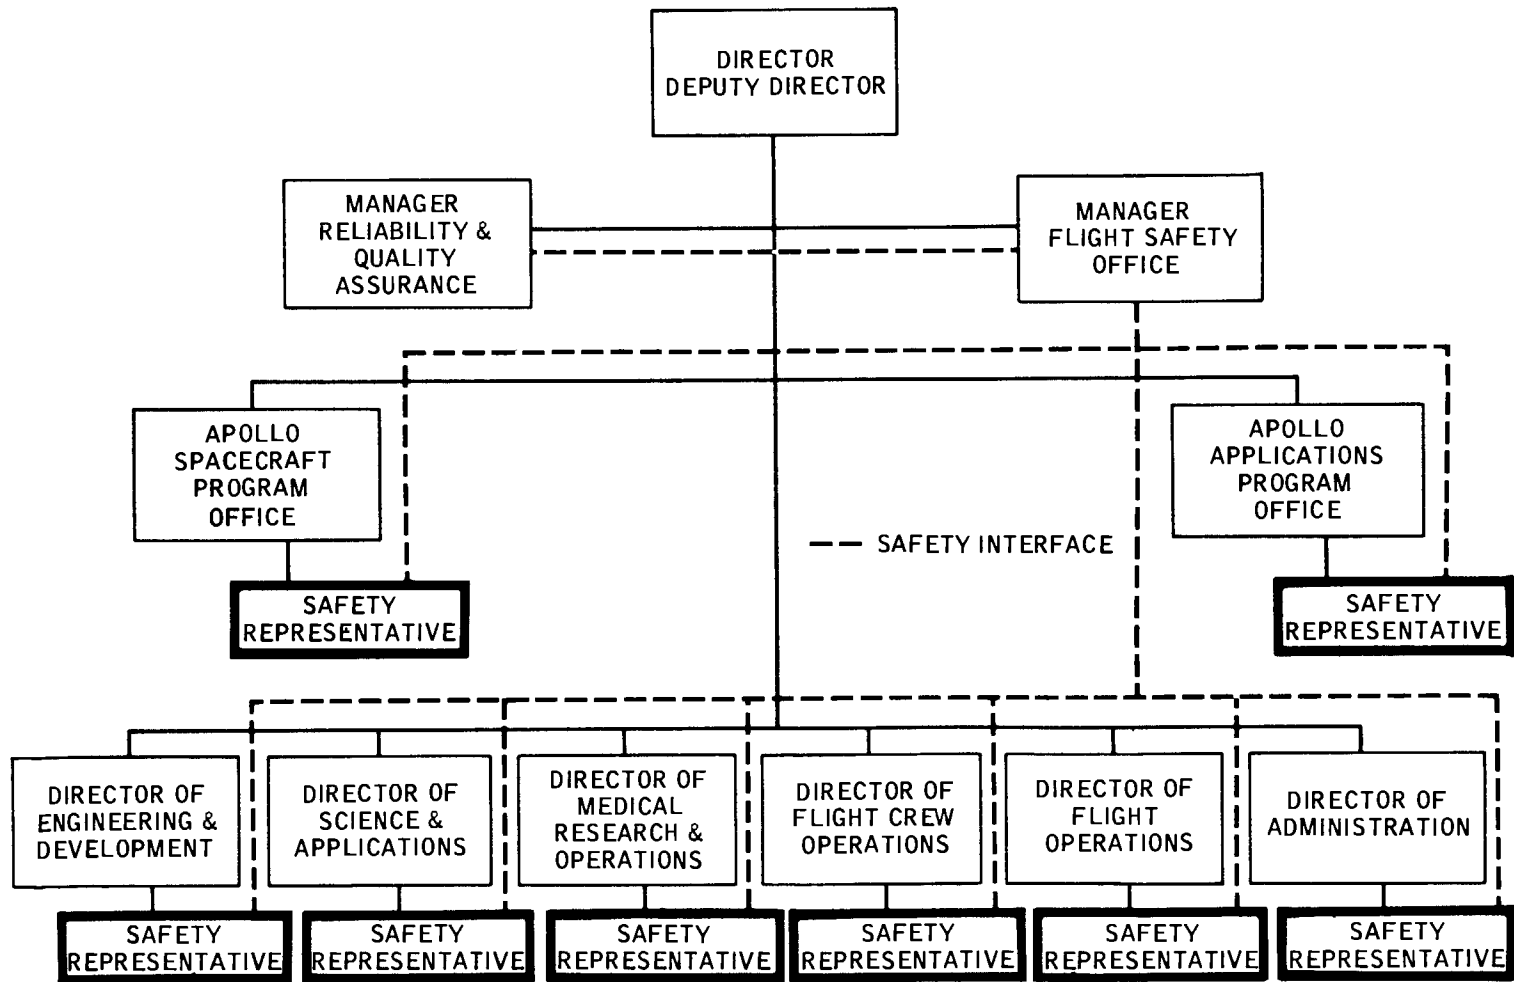 DIRECTOR
DEPUTY DIRECTOR
MANAGER
RELIABILITY &
QUALITY
ASSURANCE
MANAGER
FLIGHT SAFETY
OFFICE
APOLLO
SPACECRAFT
PROGRAM
OFFICE
APOLLO
APPLICATIONS
PROGRAM
OFFICE
SAFETY INTERFACE
SAFETY
REPRESENTATIVE
SAFETY
REPRESENTATIVE
DIRECTOR OF
ENGINEERING &
DEVELOPMENT
DIRECTOR OF
SCIENCE &
APPLICATIONS
DIRECTOR OF
MEDICAL
RESEARCH &
OPERATIONS
DIRECTOR OF
FLIGHT CREW
OPERATIONS
DIRECTOR OF
FLIGHT
OPERATIONS
DIRECTOR OF
ADMINISTRATION
SAFETY
REPRESENTATIVE
SAFETY
REPRESENTATIVE
SAFETY
REPRESENTATIVE
SAFETY
REPRESENTATIVE
SAFETY
REPRESENTATIVE
SAFETY
REPRESENTATIVE